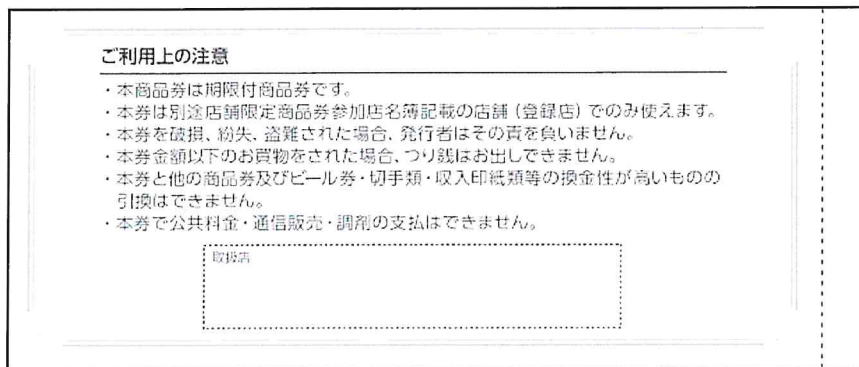 ご利用上の注意
・本商品券は期限付商品券です。
・本券は別途店舗限定商品券参加店名簿記載の店舗（登録店）でのみ使えます。
・本券を破損、紛失、盗難された場合、発行者はその責を負いません。
・本券金額以下のお買物をされた場合、つり銭はお出しできません。
・本券と他の商品券及びビール券・切手類・収入印紙類等の換金性が高いものの
引換はできません。
・本券で公共料金・通信販売・調剤の支払はできません。
取扱店